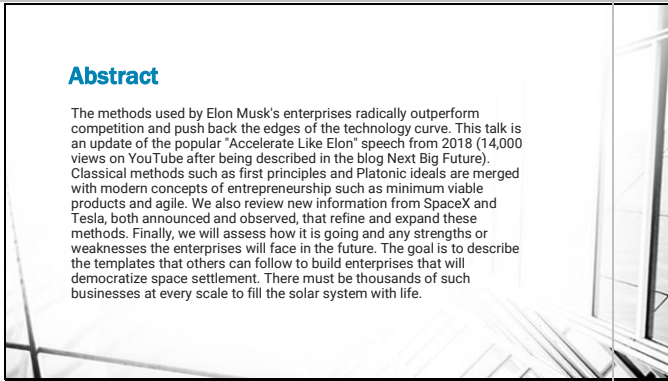 Abstract
The methods used by Elon Musk's enterprises radically outperform
competition and push back the edges of the technology curve. This talk is
an update of the popular "Accelerate Like Elon" speech from 2018 (14,000
views on YouTube after being described in the blog Next Big Future).
Classical methods such as first principles and Platonic ideals are merged
with modern concepts of entrepreneurship such as minimum viable
products and agile. We also review new information from SpaceX and
Tesla, both announced and observed, that refine and expand these
methods. Finally, we will assess how it is going and any strengths or
weaknesses the enterprises will face in the future. The goal is to describe
the templates that others can follow to build enterprises that will
democratize space settlement. There must be thousands of such
businesses at every scale to fill the solar system with life.